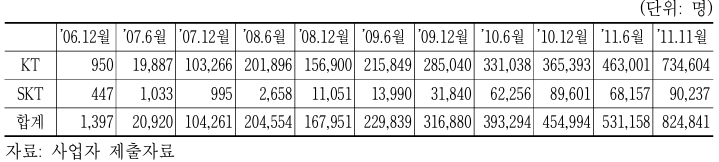 (단위: 명)
'06.12월 '07.6월 '07.12월 '08.6월 '08.12월 '09.6월 '09.12월 '10.6월 '10.12월 '11.6월 '11.11월
KT 950 19,887 103,266 201,896 156,900 215,849 285,040 331,038 365,393 463,001 734,604
SKT 447 1,033 995 2,658 11,051 13,990 31,840 62,256 89,601 68,157 90,237
합계 1,397 20,920 104,261 204,554 167,951 229,839 316,880 393,294 454,994 531,158 824,841
자료: 사업자 제출자료